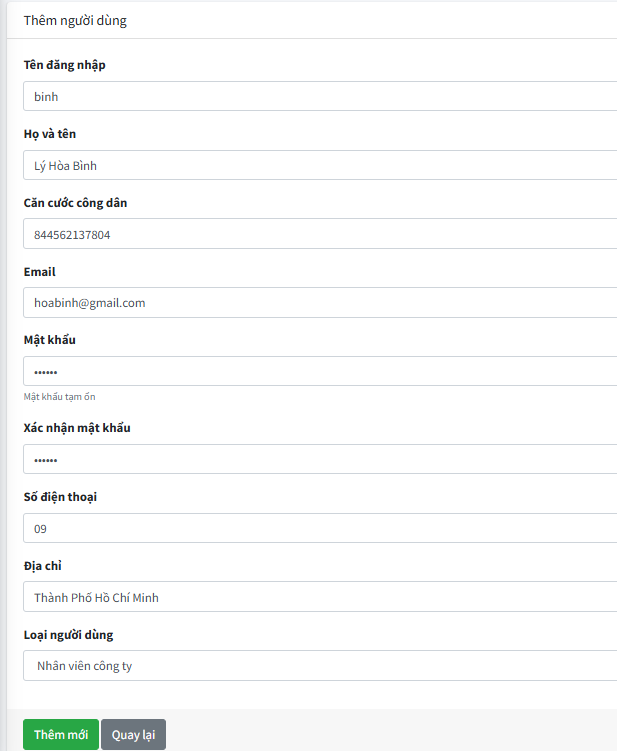 Thêm người dùng
Tên đăng nhập
binh
Họ và tên
Lý Hòa Bình
Căn cước công dân
844562137804
Email
hoabinh@gmail.com
Mật khẩu
••••••
Mật khẩu tạm ổn
Xác nhận mật khẩu
••••••
Số điện thoại
09
Địa chỉ
Thành Phố Hồ Chí Minh
Loại người dùng
Nhân viên công ty
Thêm mới Quay lại